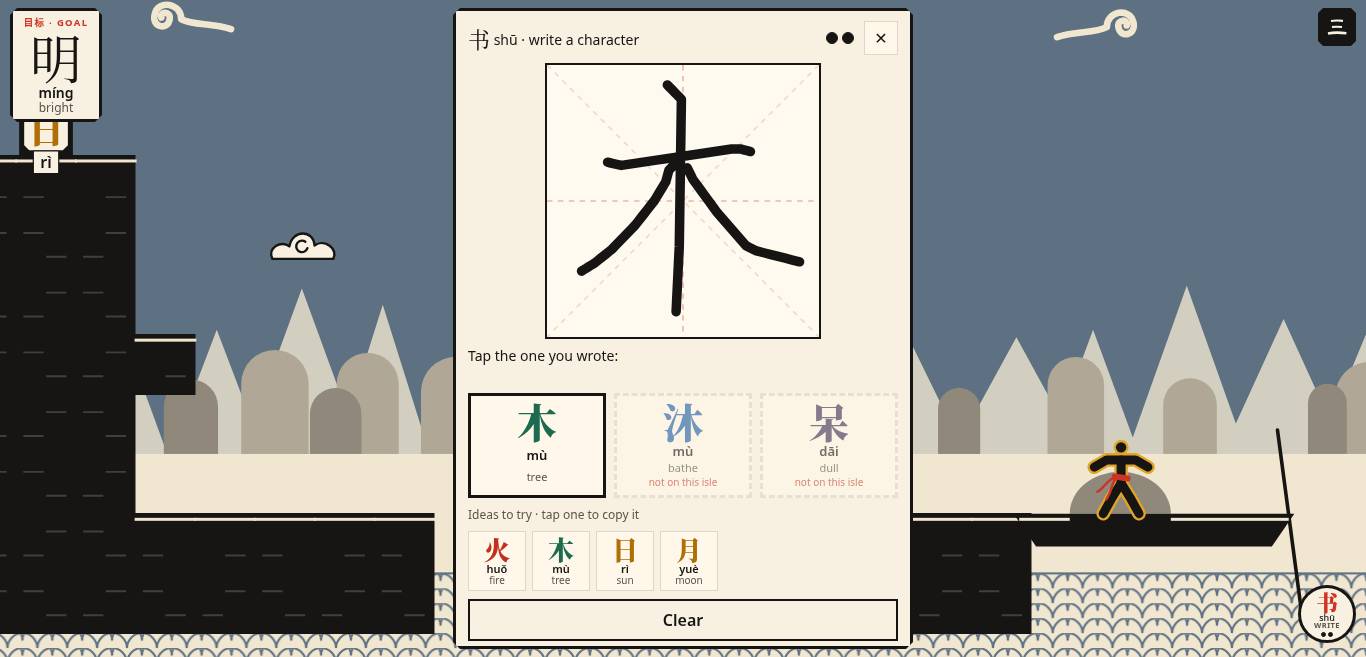 目标 · GOAL
明
míng
bright
日
rì
书 shū · write a character
✕
三
木
Tap the one you wrote:
木
mù
tree
沐
mù
bathe
not on this isle
呆
dāi
dull
not on this isle
Ideas to try · tap one to copy it
火
huǒ
fire
木
mù
tree
日
rì
sun
月
yuè
moon
Clear
书
shū
WRITE